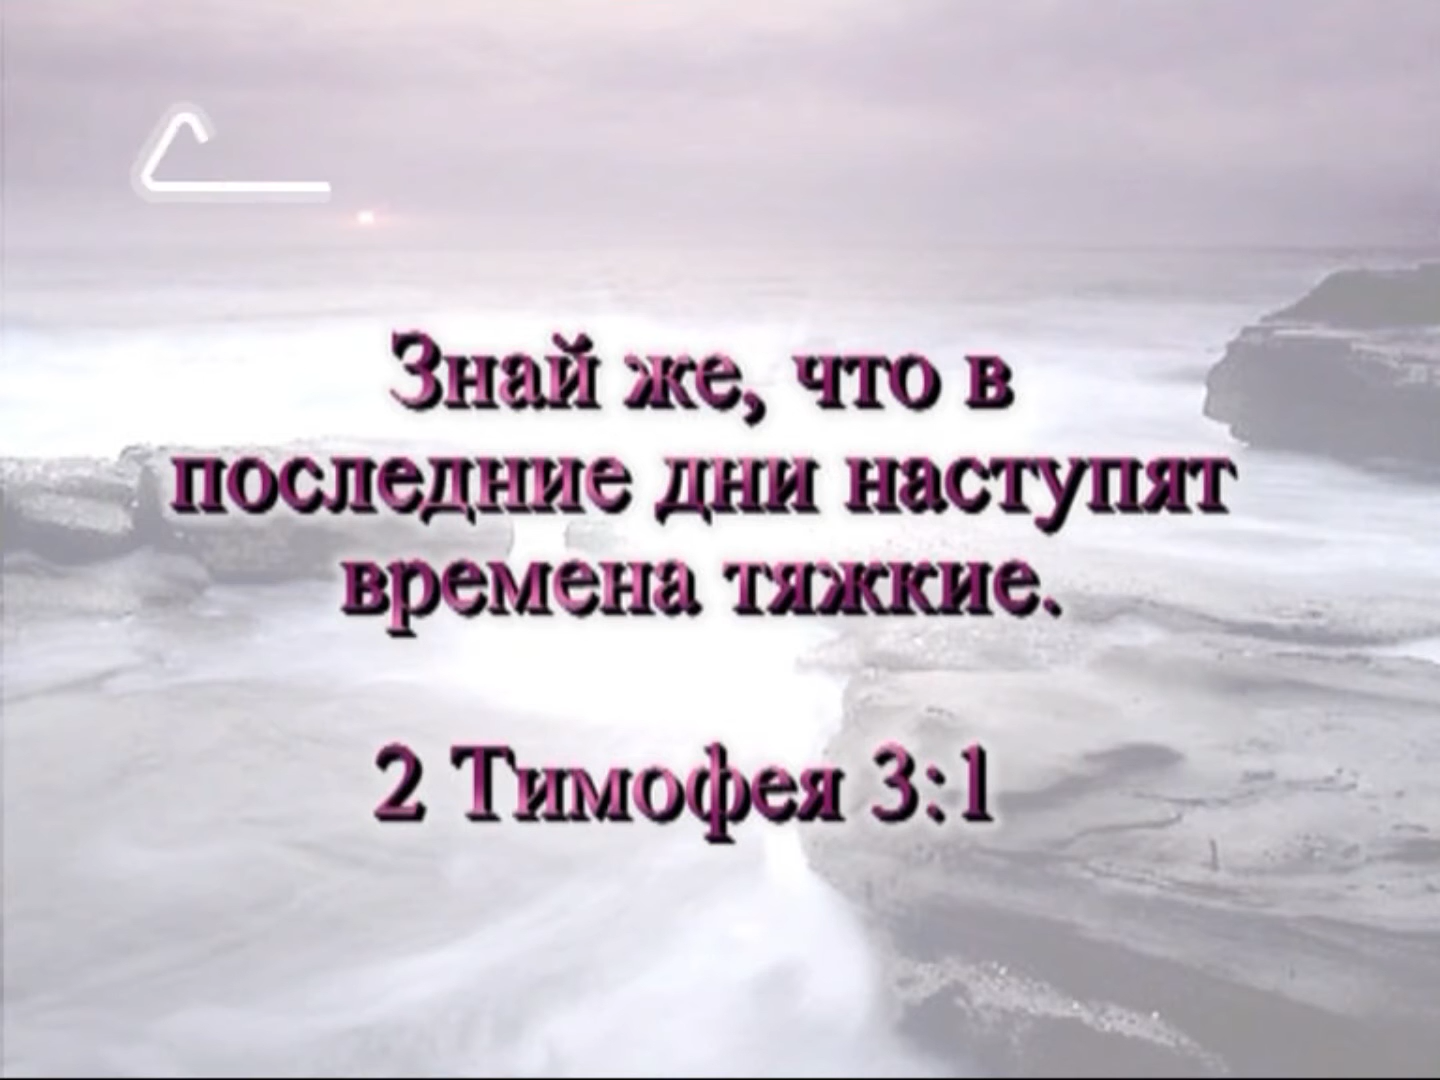 Знай же, что в
последние дни наступят
времена тяжкие.
2 Тимофея 3:1